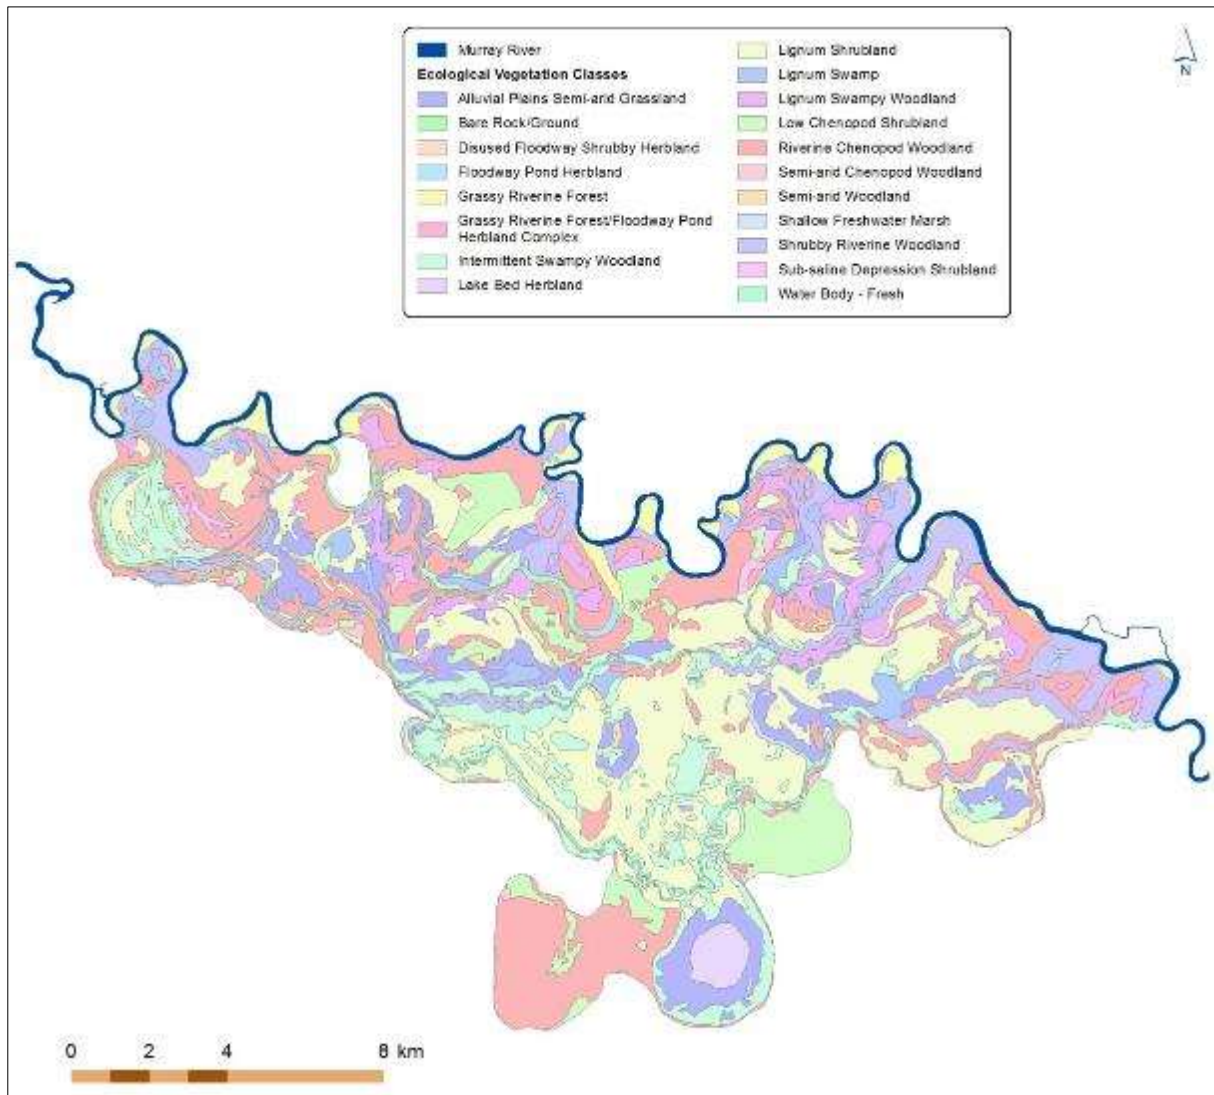 Murray River
Ecological Vegetation Classes
Alluvial Plains Semi-arid Grassland
Bare Rock/Ground
Disused Floodway Shrubby Herbland
Floodway Pond Herbland
Grassy Riverine Forest
Grassy Riverine Forest/Floodway Pond
Herbland Complex
Intermittent Swampy Woodland
Lake Bed Herbland
Lignum Shrubland
Lignum Swamp
Lignum Swampy Woodland
Low Chenopod Shrubland
Riverine Chenopod Woodland
Semi-arid Chenopod Woodland
Semi-arid Woodland
Shallow Freshwater Marsh
Shrubby Riverine Woodland
Sub-saline Depression Shrubland
Water Body - Fresh
N
0 2 4 8 km